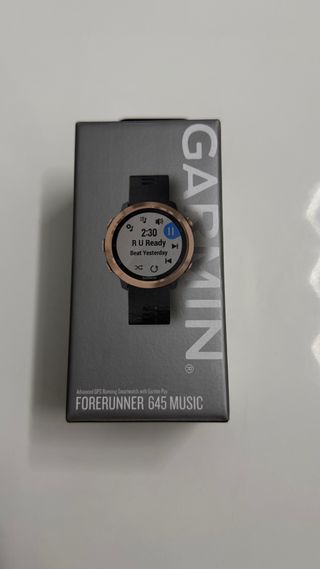 GARMIN®
2:30
R U Ready
Beat Yesterday
Advanced GPS Running Smartwatch with Garmin Pay
FORERUNNER 645 MUSIC